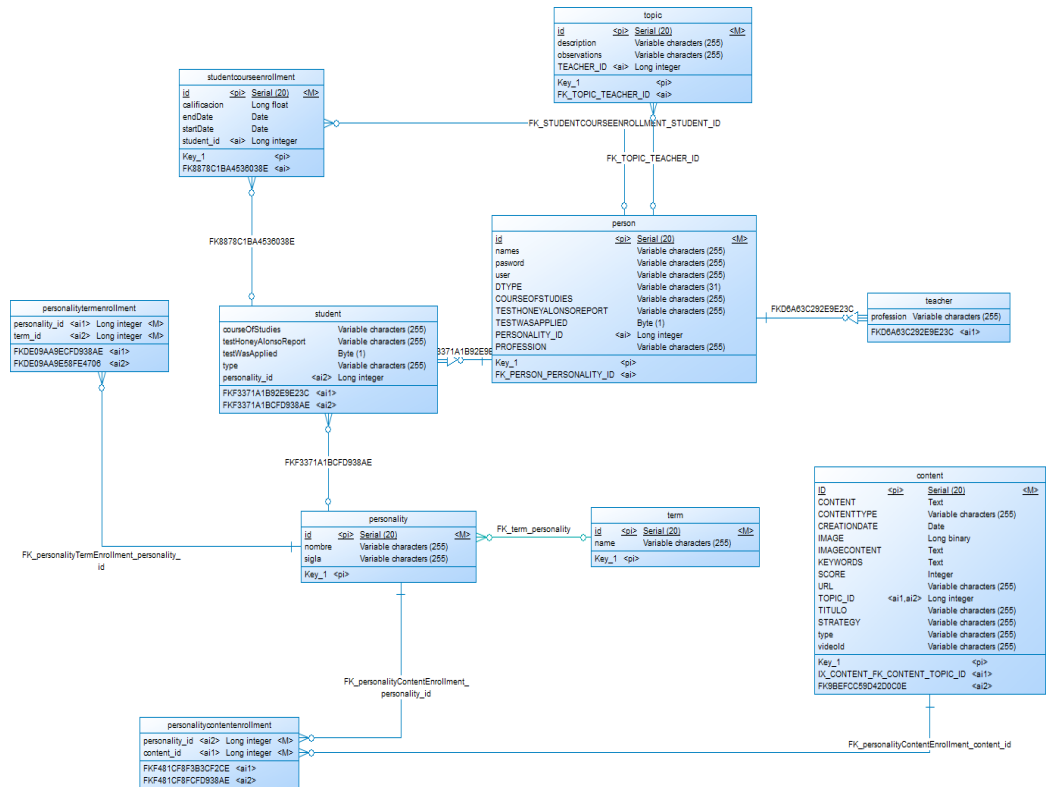 topic
id <pi> Serial (20) <M>
description Variable characters (255)
observations Variable characters (255)
TEACHER_ID <ai> Long integer
Key_1 <pi>
FK_TOPIC_TEACHER_ID <ai>
studentcourseenrollment
id <pi> Serial (20) <M>
calificacion Long float
endDate Date
startDate Date
student_id <ai> Long integer
Key_1 <pi>
FK8878C1BA4536038E <ai>
FK_STUDENTCOURSEENROLLMENT_STUDENT_ID
FK_TOPIC_TEACHER_ID
FK8878C1BA4536038E
person
id <pi> Serial (20) <M>
names Variable characters (255)
pasword Variable characters (255)
user Variable characters (255)
DTYPE Variable characters (31)
COURSEOFSTUDIES Variable characters (255)
TESTHONEYALONSOREPORT Variable characters (255)
TESTWASAPPLIED Byte (1)
PERSONALITY_ID <ai> Long integer
PROFESSION Variable characters (255)
Key_1 <pi>
FK_PERSON_PERSONALITY_ID <ai>
FKD6A63C292E9E23C
teacher
profession Variable characters (255)
FKD6A63C292E9E23C <ai1>
personalitytermenrollment
personality_id <ai1> Long integer <M>
term_id <ai2> Long integer <M>
FKDE09AA9ECFD938AE <ai1>
FKDE09AA9E58FE4706 <ai2>
student
courseOfStudies Variable characters (255)
testHoneyAlonsoReport Variable characters (255)
testWasApplied Byte (1)
type Variable characters (255)
personality_id <ai2> Long integer
FKF3371A1B92E9E23C <ai1>
FKF3371A1BCFD938AE <ai2>
3371A1B92E9E
FKF3371A1BCFD938AE
personality
id <pi> Serial (20) <M>
nombre Variable characters (255)
sigla Variable characters (255)
Key_1 <pi>
FK_term_personality
term
id <pi> Serial (20) <M>
name Variable characters (255)
Key_1 <pi>
FK_personalityTermEnrollment_personality_
id
content
ID <pi> Serial (20) <M>
CONTENT Text
CONTENTTYPE Variable characters (255)
CREATIONDATE Date
IMAGE Long binary
IMAGECONTENT Text
KEYWORDS Text
SCORE Integer
URL Variable characters (255)
TOPIC_ID <ai1,ai2> Long integer
TITULO Variable characters (255)
STRATEGY Variable characters (255)
type Variable characters (255)
videoId Variable characters (255)
Key_1 <pi>
IX_CONTENT_FK_CONTENT_TOPIC_ID <ai1>
FK9BEFCC59D42D0C0E <ai2>
FK_personalityContentEnrollment_
personality_id
personalitycontentenrollment
personality_id <ai2> Long integer <M>
content_id <ai1> Long integer <M>
FKF481CF8F3B3CF2CE <ai1>
FKF481CF8FCFD938AE <ai2>
FK_personalityContentEnrollment_content_id